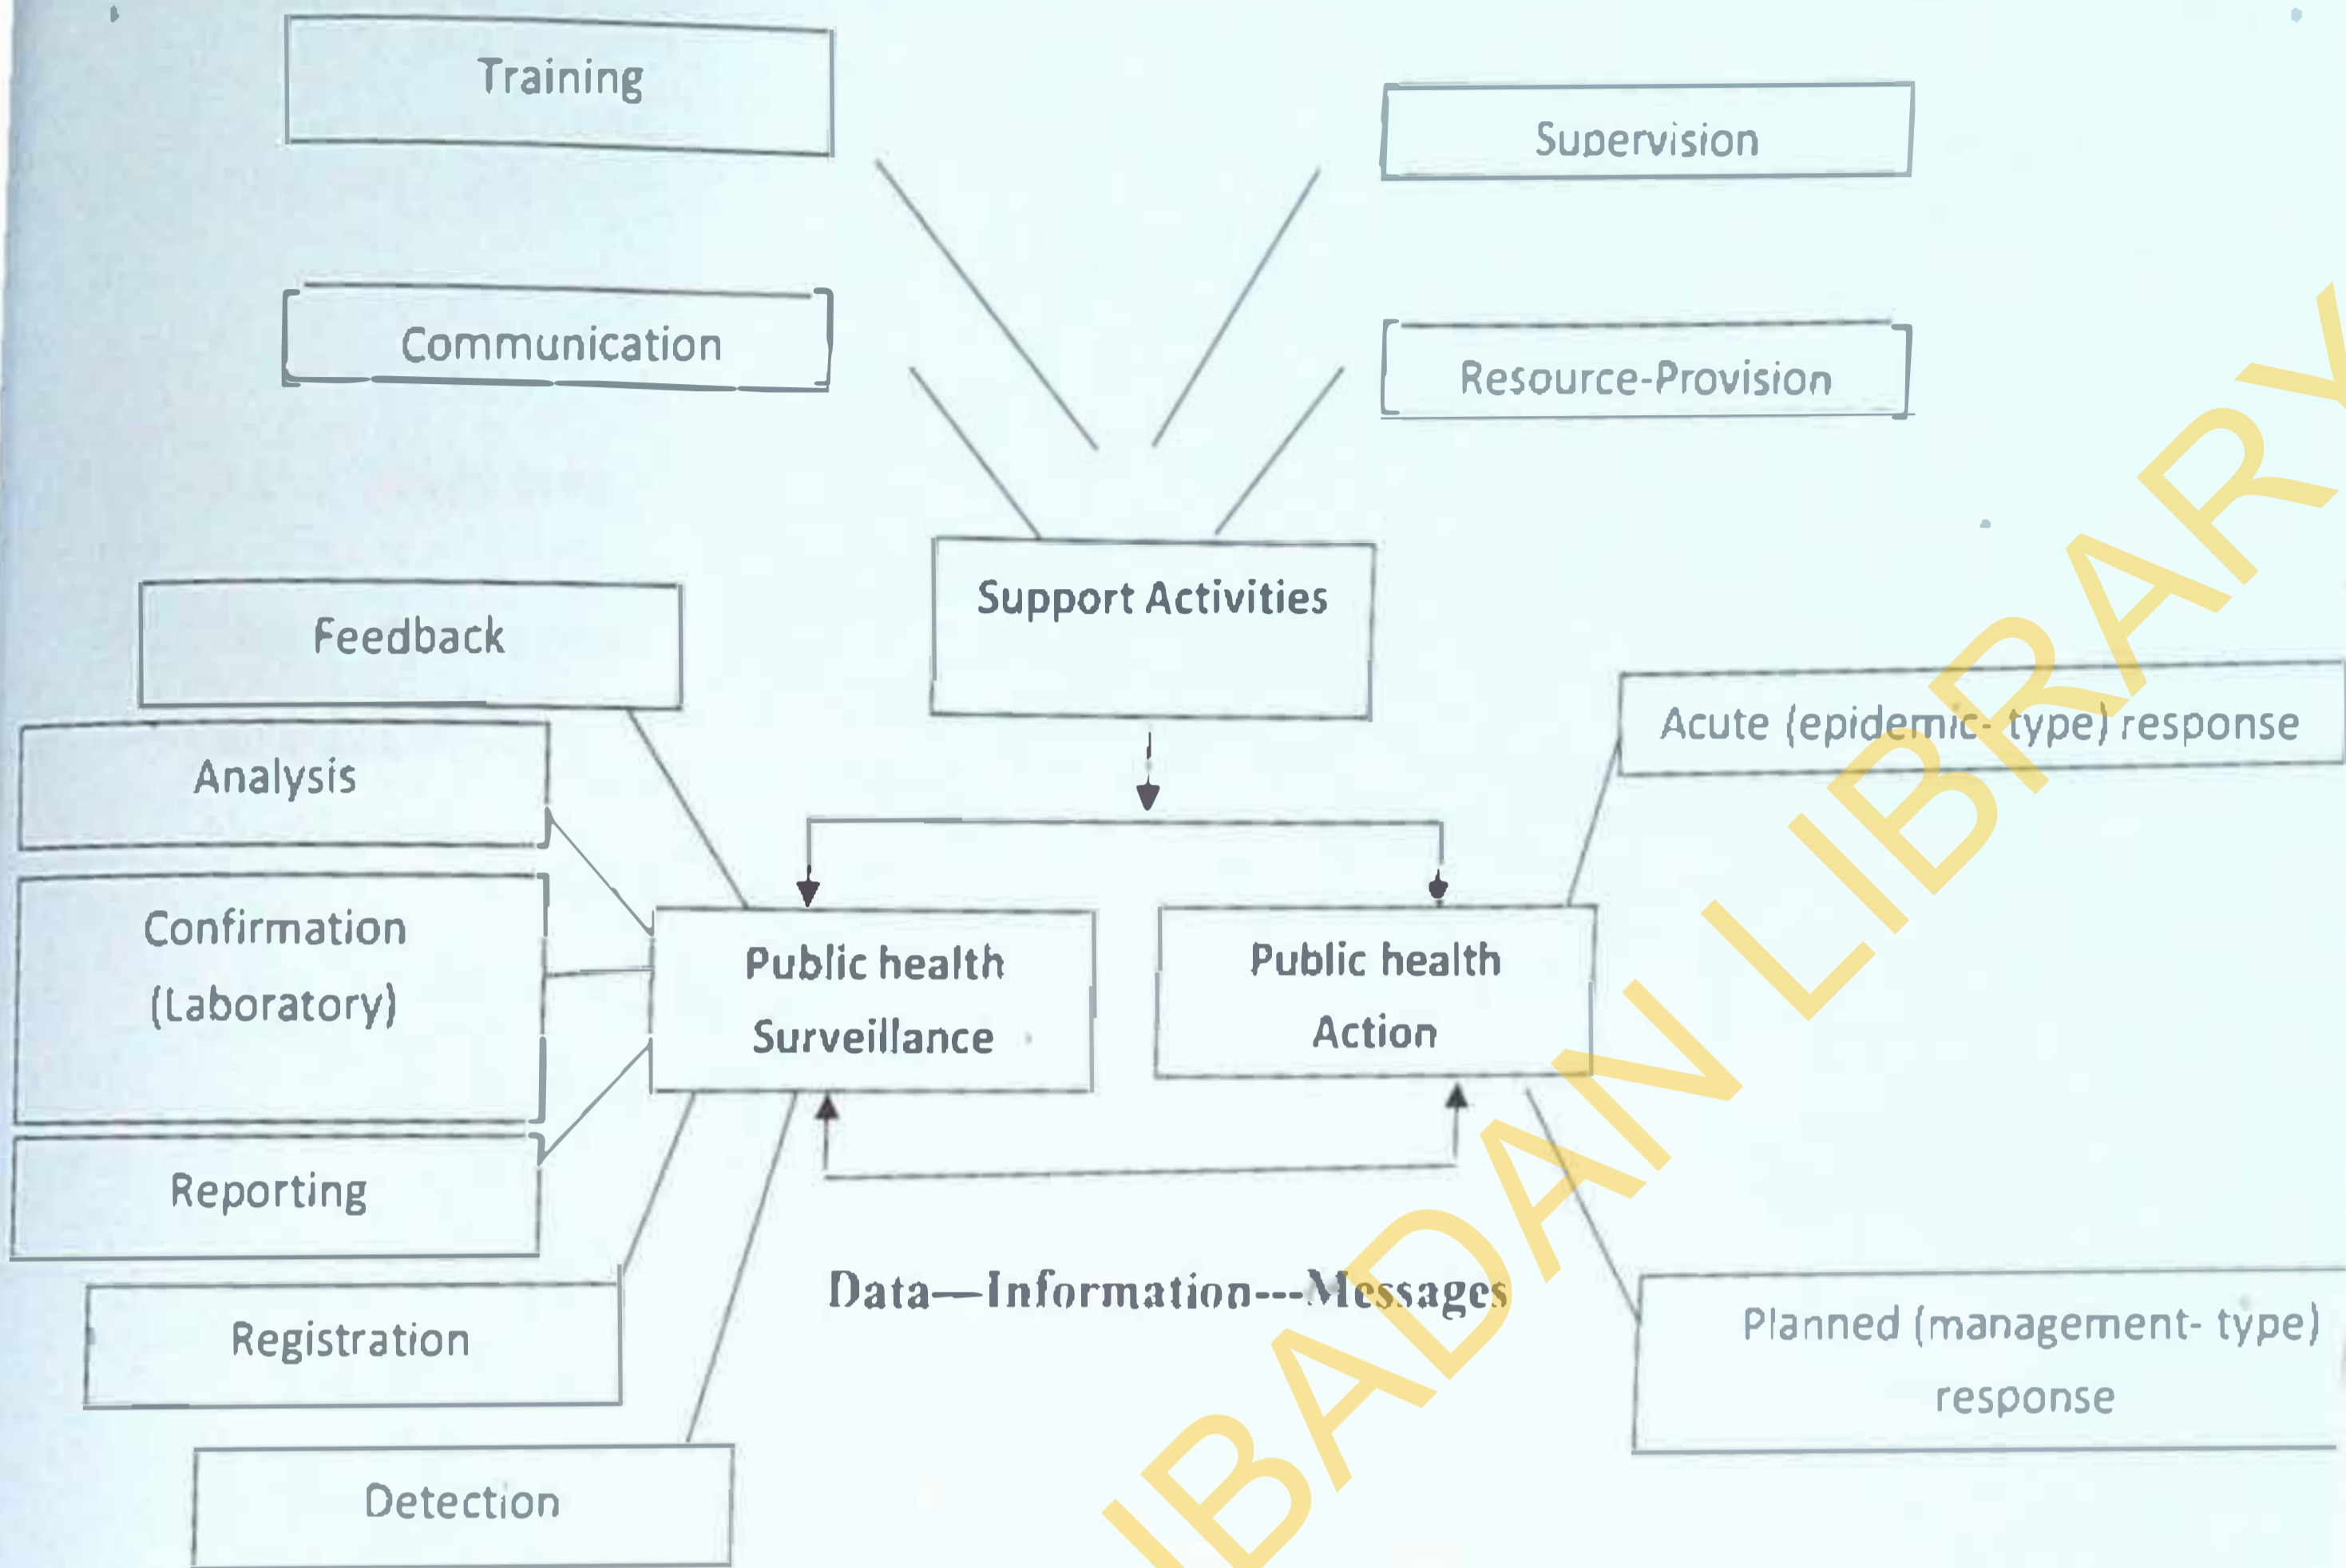 Training
Supervision
Communication
Resource-Provision
Support Activities
Feedback
Acute (epidemic- type) response
Analysis
Confirmation
(Laboratory)
Public health
Surveillance
Public health
Action
Reporting
Data—Information---Messages
Registration
Planned (management- type)
response
Detection
IBADAN LIBRARY